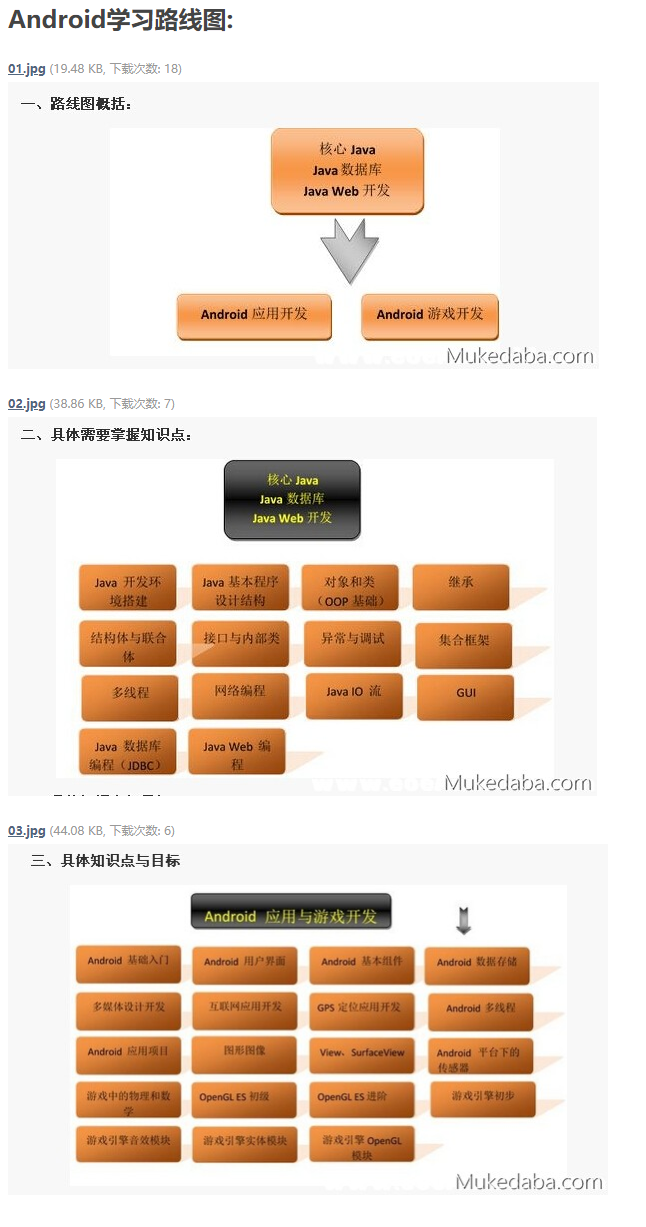 Android学习路线图:
01.jpg (19.48 KB, 下载次数: 18)
一、路线图概括：
核心 Java
Java 数据库
Java Web 开发
Android 应用开发
Android 游戏开发
Mukedaba.com
02.jpg (38.86 KB, 下载次数: 7)
二、具体需要掌握知识点：
核心 Java
Java 数据库
Java Web 开发
Java 开发环
境搭建
Java 基本程序
设计结构
对象和类
（OOP 基础）
继承
结构体与联合
体
接口与内部类
异常与调试
集合框架
多线程
网络编程
Java IO 流
GUI
Java 数据库
编程（JDBC）
Java Web 编
程
Mukedaba.com
03.jpg (44.08 KB, 下载次数: 6)
三、具体知识点与目标
Android 应用与游戏开发
Android 基础入门
Android 用户界面
Android 基本组件
Android 数据存储
多媒体设计开发
互联网应用开发
GPS 定位应用开发
Android 多线程
Android 应用项目
图形图像
View、SurfaceView
Android 平台下的
传感器
游戏中的物理和数
学
OpenGL ES 初级
OpenGL ES 进阶
游戏引擎初步
游戏引擎音效模块
游戏引擎实体模块
游戏引擎 OpenGL
模块
Mukedaba.com